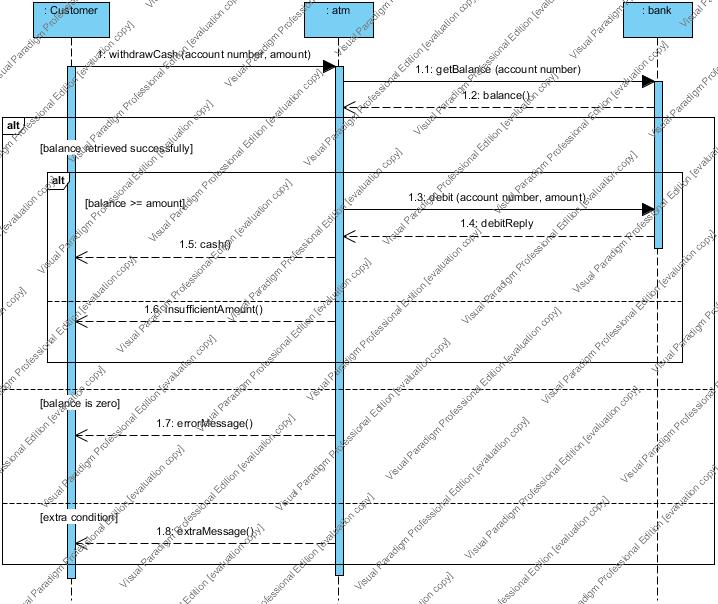 : Customer
: atm
: bank
1: withdrawCash (account number, amount)
1.1: getBalance (account number)
1.2: balance()
alt
[balance retrieved successfully]
alt
[balance >= amount]
1.3: debit (account number, amount)
1.4: debitReply
1.5: cash()
1.6: InsufficientAmount()
[balance is zero]
1.7: errorMessage()
[extra condition]
1.8: extraMessage()
Visual Paradigm Professional Edition [evaluation copy]